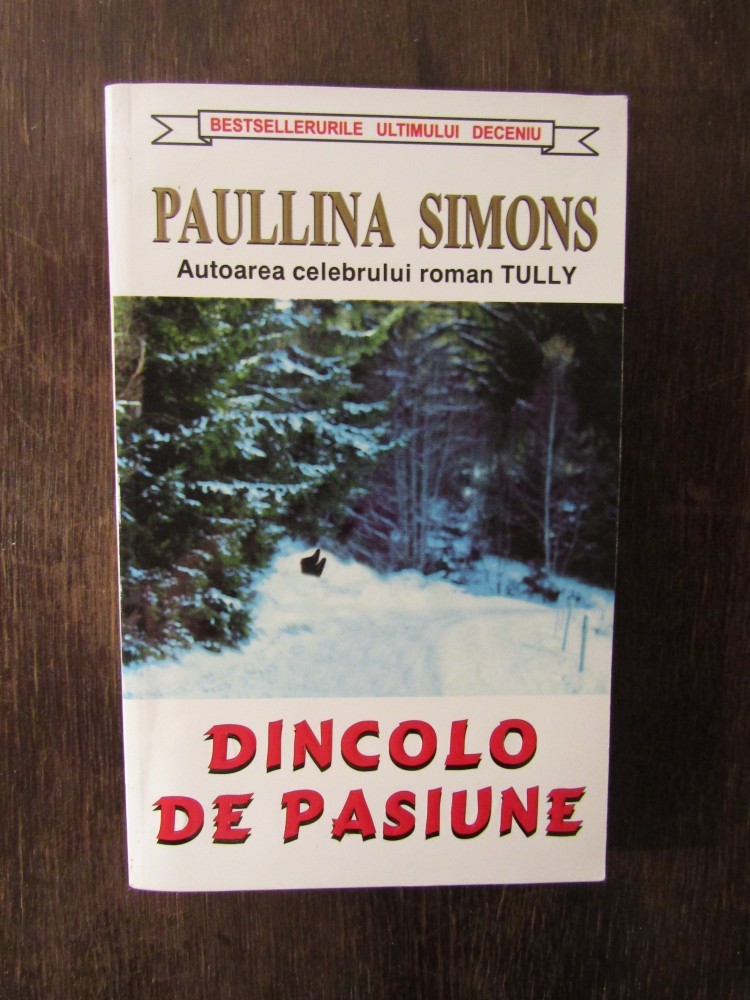 BESTSELLERURILE ULTIMULUI DECENIU
PAULLINA SIMONS
Autoarea celebrului roman TULLY
DINCOLO
DE PASIUNE